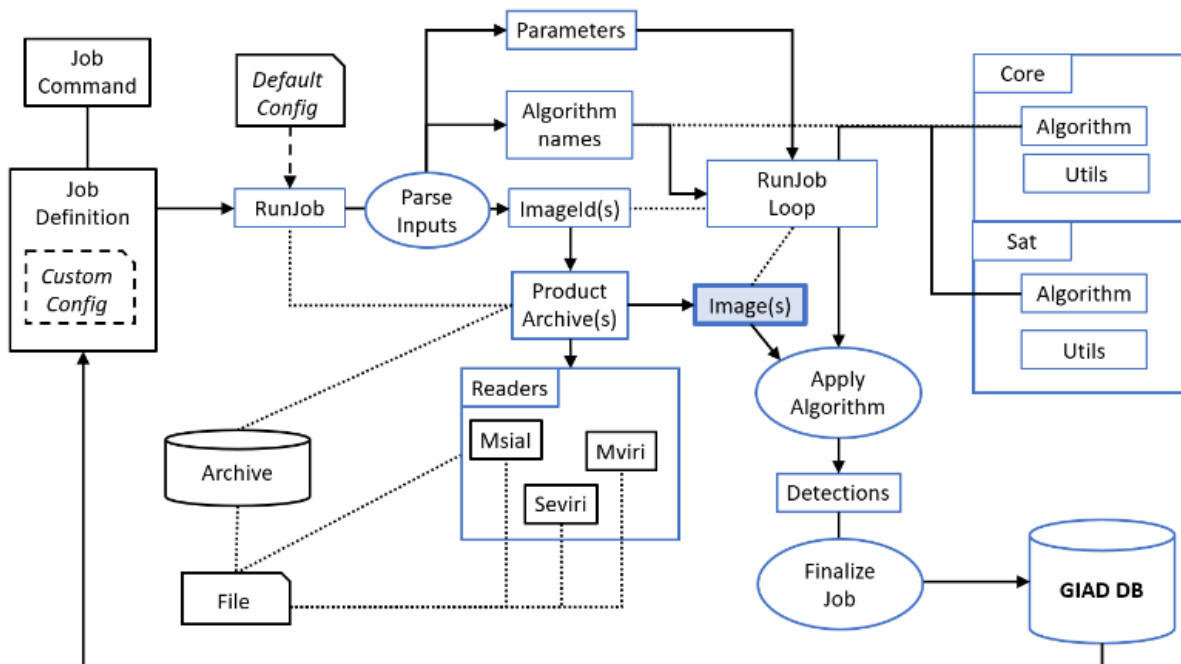 Job
Command
Default
Config
Parameters
Algorithm
names
Core
Algorithm
Utils
Job
Definition
Custom
Config
RunJob
Parse
Inputs
ImageId(s)
RunJob
Loop
Sat
Algorithm
Utils
Product
Archive(s)
Image(s)
Apply
Algorithm
Readers
Msial
Mviri
Seviri
Archive
File
Detections
Finalize
Job
GIAD DB